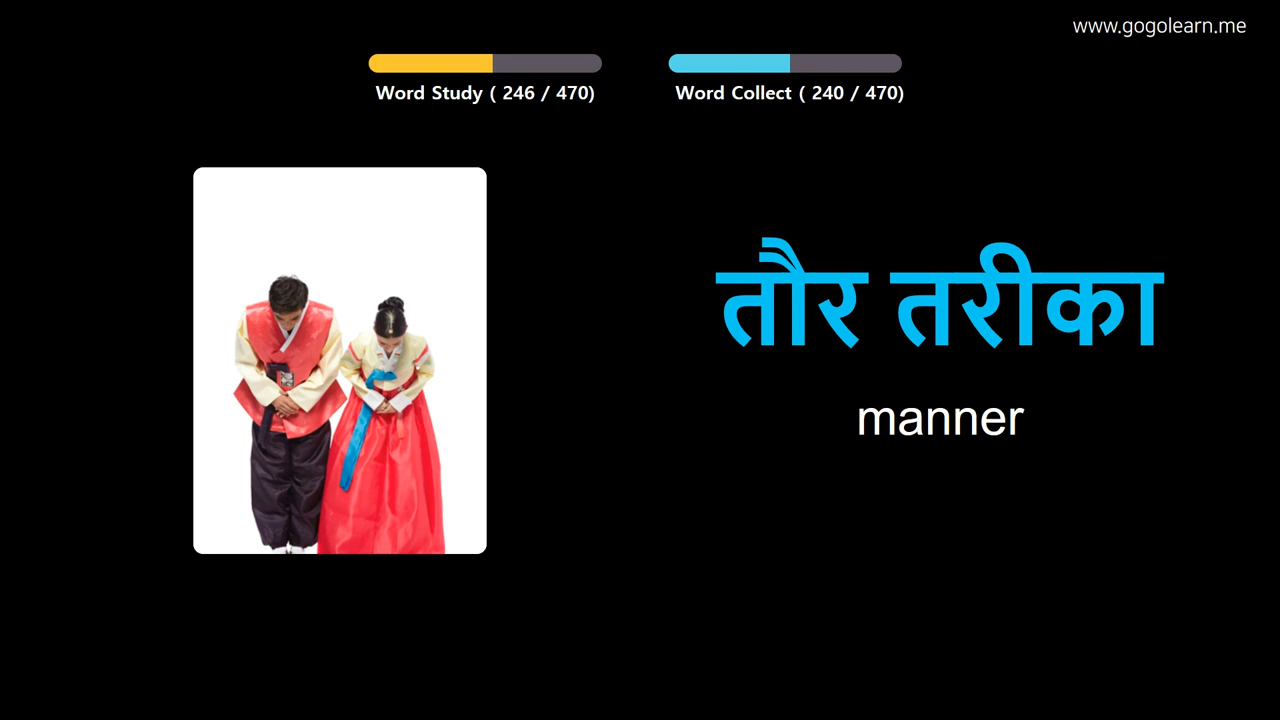 www.gogolearn.me
Word Study ( 246 / 470)
Word Collect ( 240 / 470)
तौर तरीका
manner